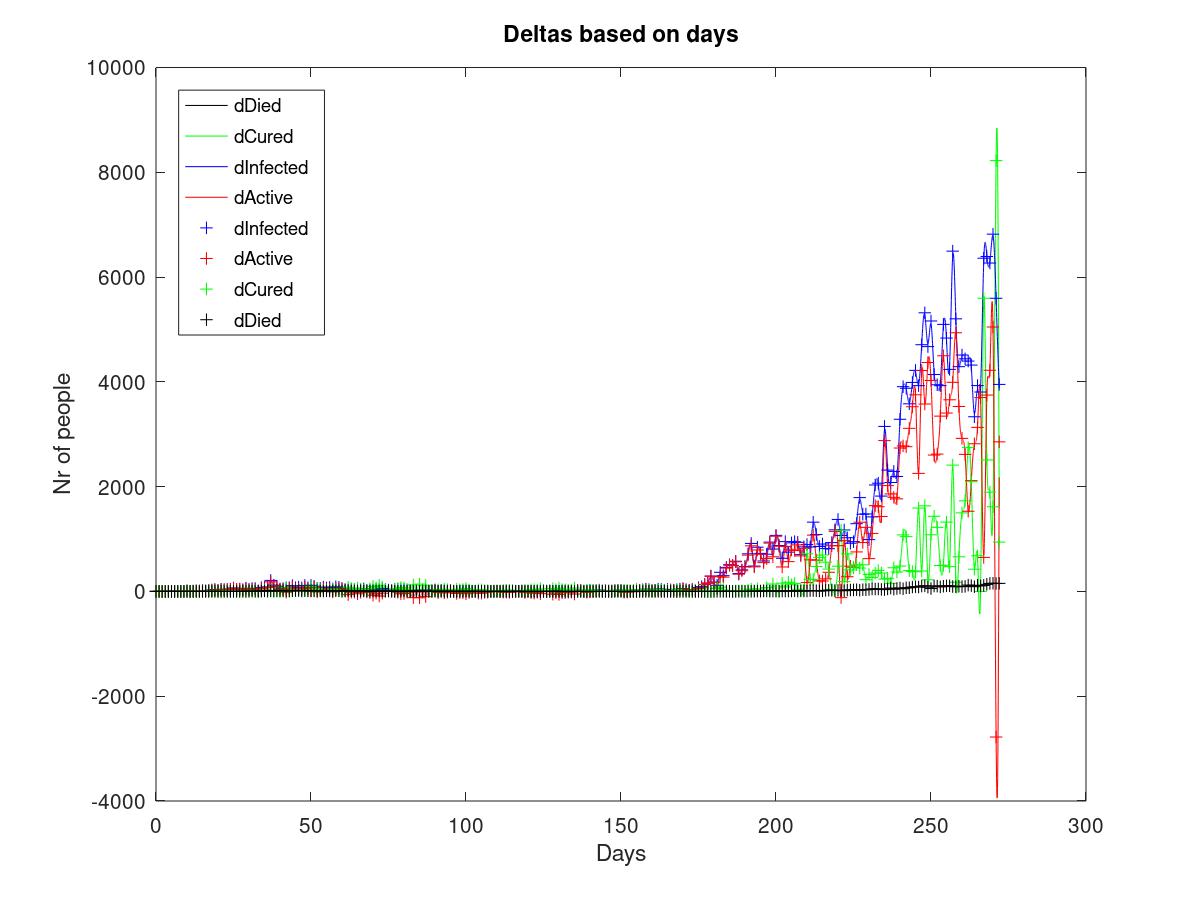 Deltas based on days
10000
8000
6000
4000
2000
0
-2000
-4000
Nr of people
dDied
dCured
dInfected
dActive
dInfected
dActive
dCured
dDied
0 50 100 150 200 250 300
Days